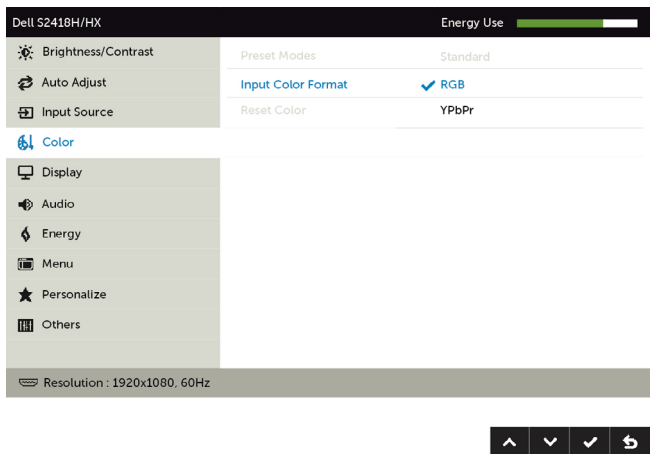 Dell S2418H/HX
Energy Use
Brightness/Contrast
Auto Adjust
Input Source
Color
Display
Audio
Energy
Menu
Personalize
Others
Preset Modes Standard
Input Color Format RGB
Reset Color YPbPr
Resolution : 1920x1080, 60Hz